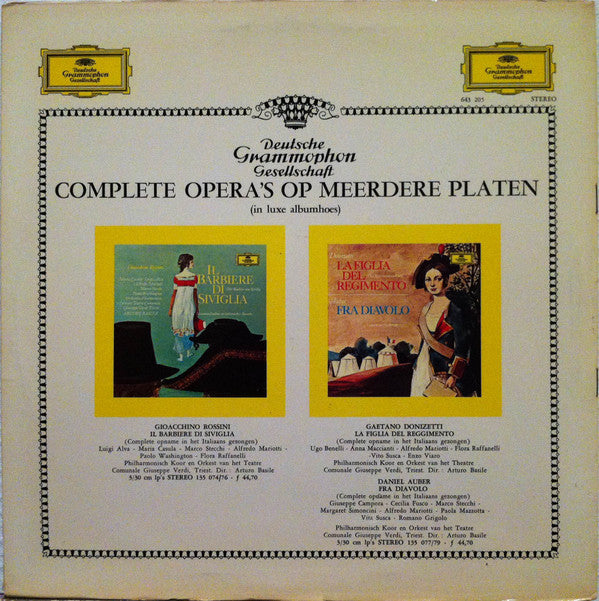 Deutsche
Grammophon
Gesellschaft
Deutsche
Grammophon
Gesellschaft
643 205 STEREO
Deutsche
Grammophon
Gesellschaft
COMPLETE OPERA'S OP MEERDERE PLATEN
(in luxe albumhoes)
IL
BARBIERE
DI
SIVIGLIA
Donizetti
LA FIGLIA
DEL
REGIMENTO
Auber
FRA DIAVOLO
GIOACCHINO ROSSINI
IL BARBIERE DI SIVIGLIA
(Complete opname in het Italiaans gezongen)
Luigi Alva - Maria Casula - Marco Stecchi - Alfredo Mariotti -
Paolo Washington - Flora Raffanelli
Philharmonisch Koor en Orkest van het Teatre
Comunale Giuseppe Verdi, Triest. Dir. : Arturo Basile
3/30 cm lp's STEREO 135 074/76 - ƒ 44,70
GAETANO DONIZETTI
LA FIGLIA DEL REGGIMENTO
(Complete opname in het Italiaans gezongen)
Ugo Benelli - Anna Maccianti - Alfredo Mariotti - Flora Raffanelli
-Vito Susca - Enzo Viaro
Philharmonisch Koor en Orkest van het Theatre
Comunale Giuseppe Verdi, Triest. Dir. : Arturo Basile
DANIEL AUBER
FRA DIAVOLO
(Complete opname in het Italiaans gezongen)
Giuseppe Campora - Cecilia Fusco - Marco Stecchi -
Margaret Simoncini - Alfredo Mariotti - Paola Mazzotta -
Vito Susca - Romano Grigolo
Philharmonisch Koor en Orkest van het Teatre
Comunale Giuseppe Verdi, Triest. Dir. : Arturo Basile
3/30 cm lp's STEREO 135 077/79 - ƒ 44,70